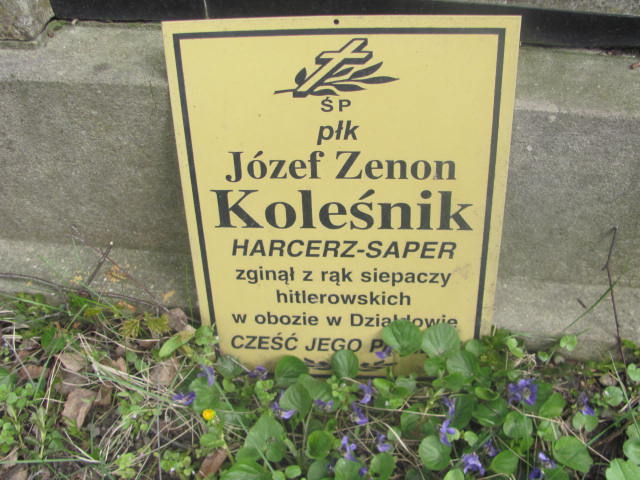 ŚP
płk
Józef Zenon
Koleśnik
HARCERZ-SAPER
zginął z rąk siepaczy
hitlerowskich
w obozie w Działdowie
CZEŚĆ JEGO